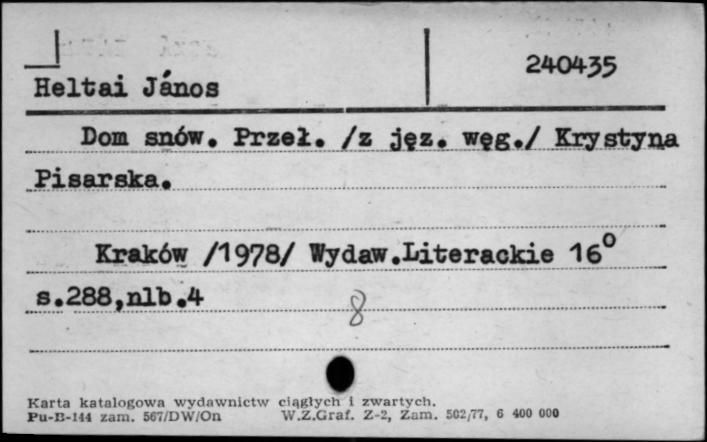 240435
Heltai János
Dom snów. Przeł. /z jęz. węg./ Krystyna
Pisarska.
Kraków /1978/ Wydaw.Literackie 16°
s.288,nlb.4
8
Karta katalogowa wydawnictw ciągłych i zwartych.
Pu-B-144 zam. 567/DW/On W.Z.Graf. Z-2, Zam. 502/77, 6 400 000